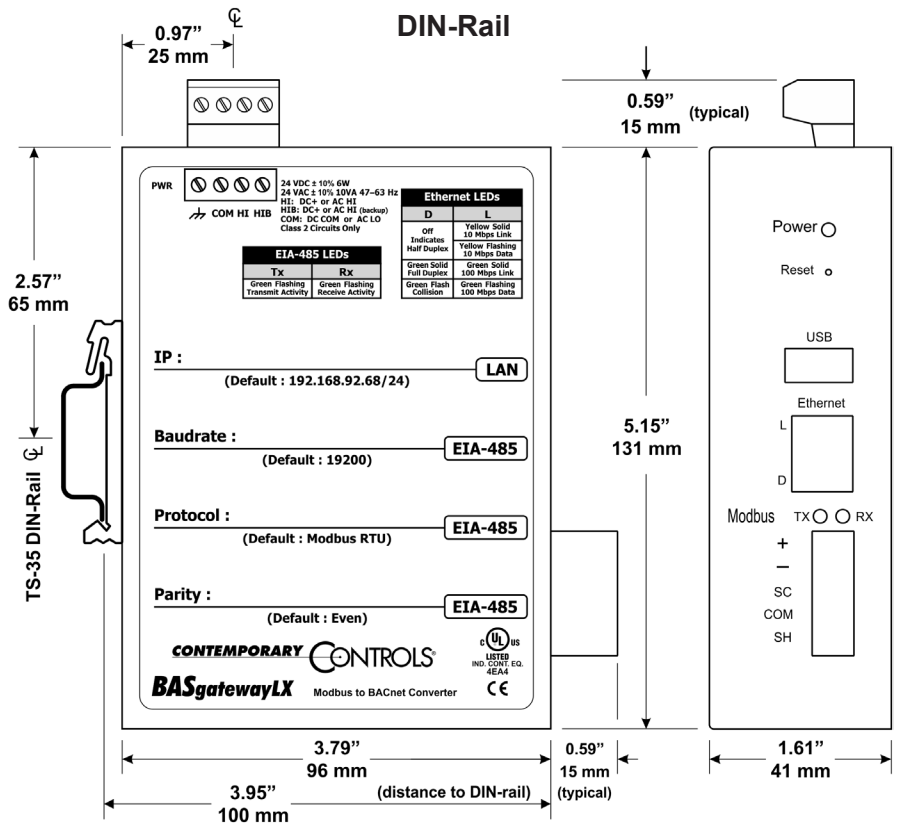 DIN-Rail
℄
0.97”
25 mm
0.59”
15 mm
(typical)
PWR
COM HI HIB
24 VDC ± 10% 6W
24 VAC ± 10% 10VA 47–63 Hz
HI: DC+ or AC HI
HIB: DC+ or AC HI (backup)
COM: DC COM or AC LO
Class 2 Circuits Only
Ethernet LEDs
D L
Off Indicates Half Duplex
Yellow Solid
10 Mbps Link
Yellow Flashing
10 Mbps Data
Green Solid
Full Duplex
Green Solid
100 Mbps Link
Green Flash
Collision
Green Flashing
100 Mbps Data
EIA-485 LEDs
Tx Rx
Green Flashing
Transmit Activity
Green Flashing
Receive Activity
2.57”
65 mm
TS-35 DIN-Rail ℄
IP :
LAN
(Default : 192.168.92.68/24)
Baudrate :
EIA-485
(Default : 19200)
Protocol :
EIA-485
(Default : Modbus RTU)
Parity :
EIA-485
(Default : Even)
CONTEMPORARY CONTROLS®
BASgatewayLX
Modbus to BACnet Converter
C UL US
LISTED
IND. CONT. EQ.
4EA4
CE
5.15”
131 mm
Power
Reset
USB
Ethernet
L
D
Modbus TX RX
+
–
SC
COM
SH
3.79”
96 mm
0.59”
15 mm
(typical)
1.61”
41 mm
3.95”
100 mm
(distance to DIN-rail)